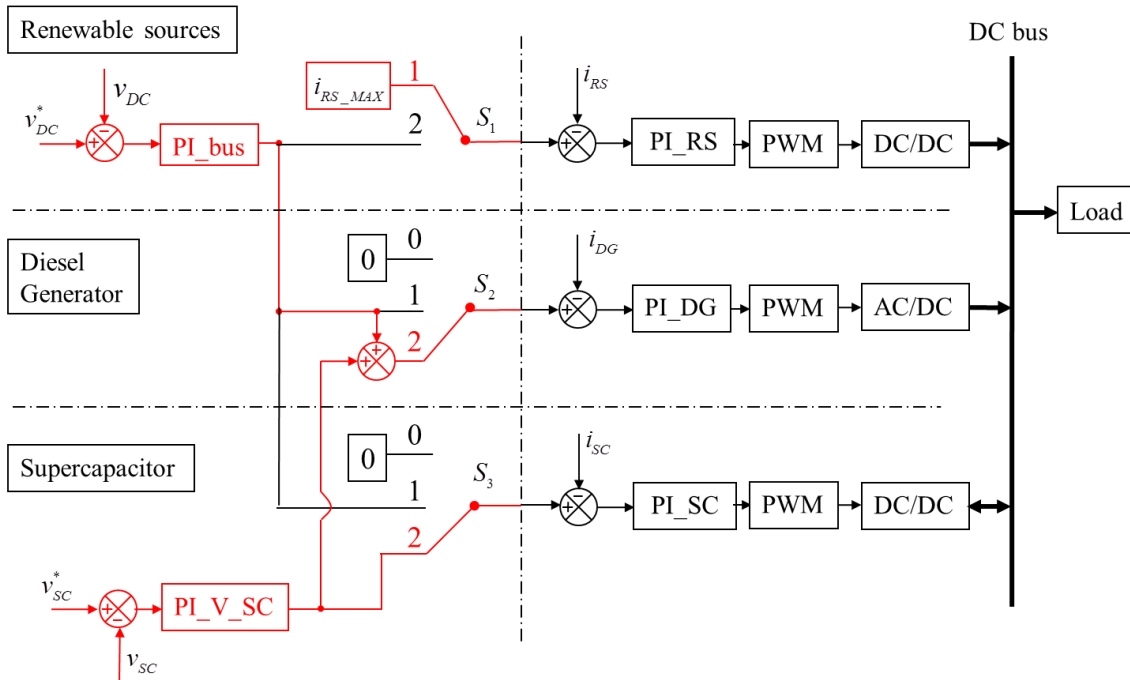 Renewable sources
DC bus
v_DC
v*_DC
+
−
PI_bus
i_RS_MAX
1
2
S_1
i_RS
+
−
PI_RS
PWM
DC/DC
Load
Diesel
Generator
0
0
1
+
+
2
S_2
i_DG
+
−
PI_DG
PWM
AC/DC
Supercapacitor
0
0
1
2
S_3
i_SC
+
−
PI_SC
PWM
DC/DC
v*_SC
+
−
PI_V_SC
v_SC